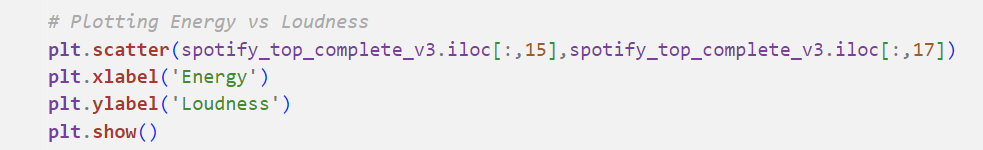 # Plotting Energy vs Loudness
plt.scatter(spotify_top_complete_v3.iloc[:,15],spotify_top_complete_v3.iloc[:,17])
plt.xlabel('Energy')
plt.ylabel('Loudness')
plt.show()